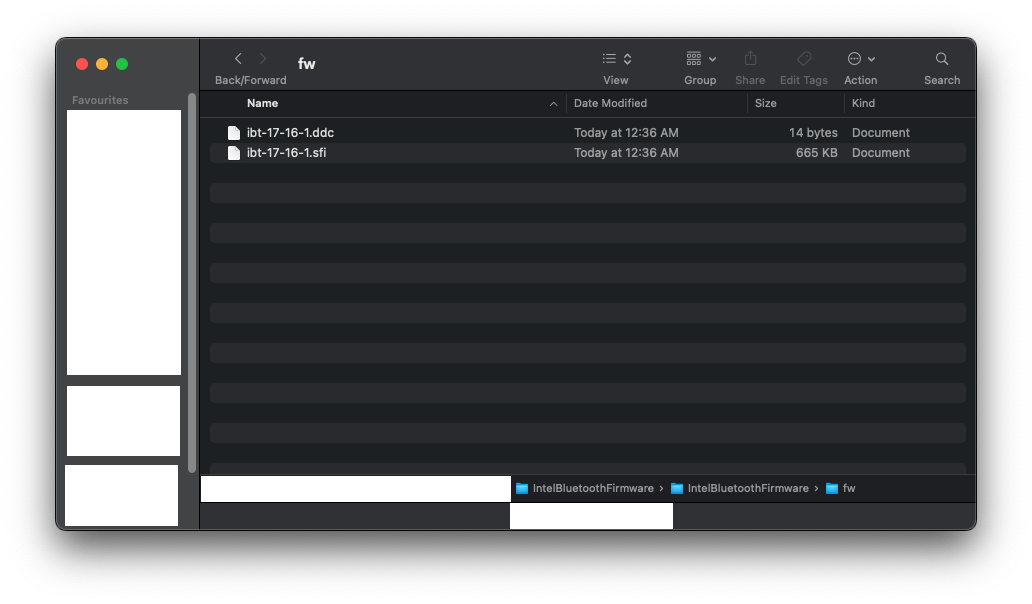 fw
Back/Forward
View
Group
Share
Edit Tags
Action
Search
Favourites
Name Date Modified Size Kind
ibt-17-16-1.ddc Today at 12:36 AM 14 bytes Document
ibt-17-16-1.sfi Today at 12:36 AM 665 KB Document
IntelBluetoothFirmware › IntelBluetoothFirmware › fw